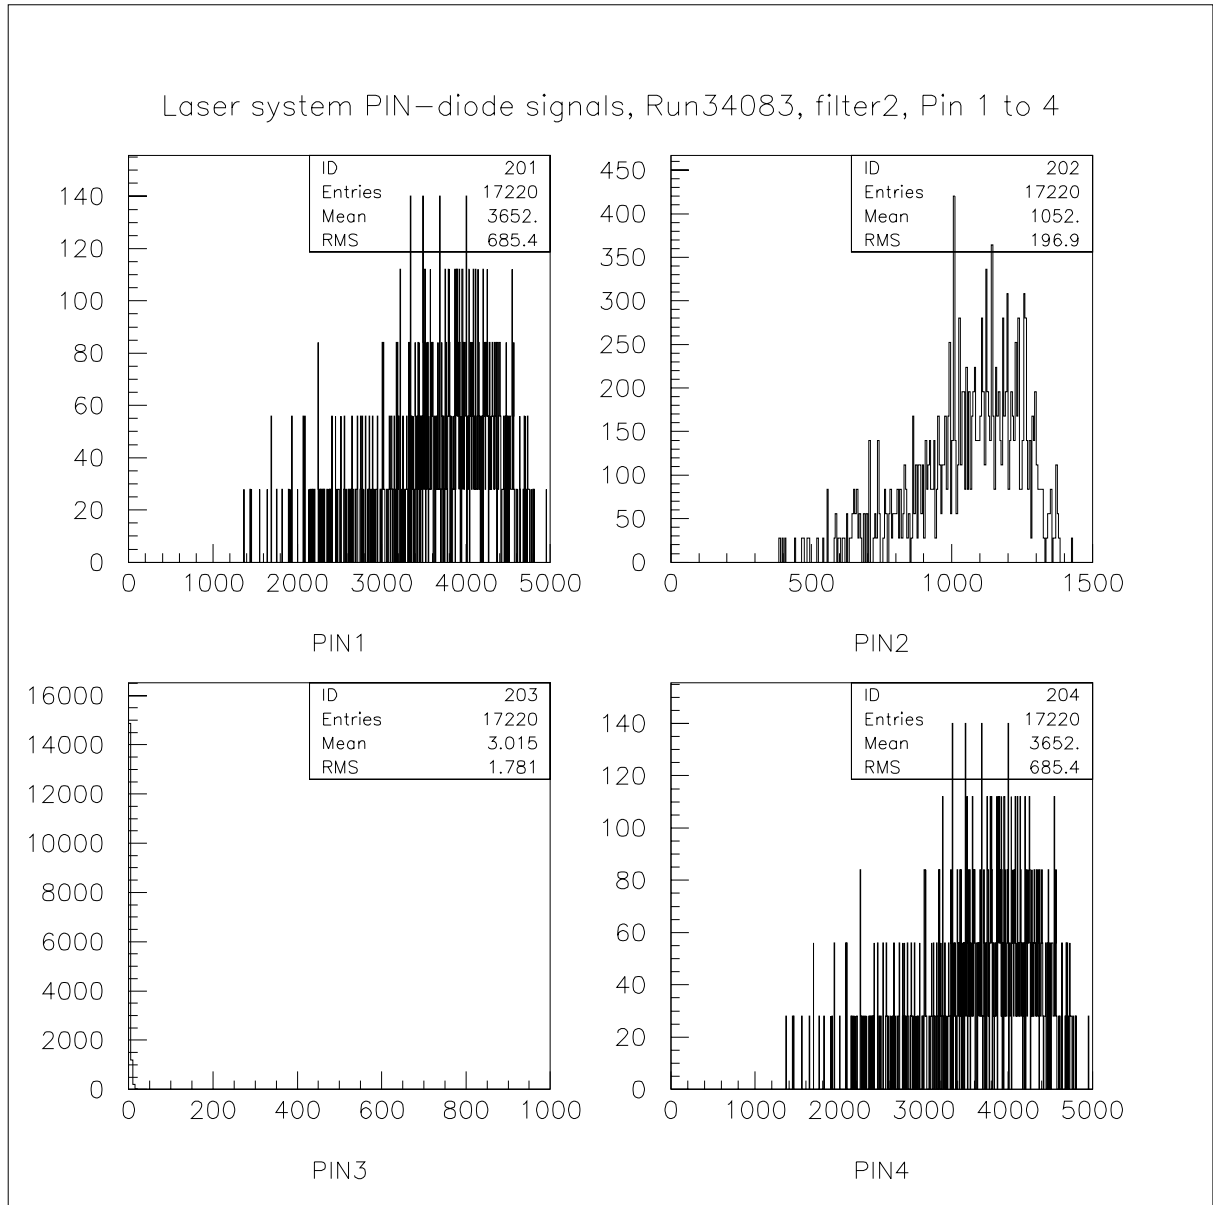 Laser system PIN-diode signals, Run34083, filter2, Pin 1 to 4
ID 201
Entries 17220
Mean 3652.
RMS 685.4
140
120
100
80
60
40
20
0
0 1000 2000 3000 4000 5000
PIN1
ID 202
Entries 17220
Mean 1052.
RMS 196.9
450
400
350
300
250
200
150
100
50
0
0 500 1000 1500
PIN2
ID 203
Entries 17220
Mean 3.015
RMS 1.781
16000
14000
12000
10000
8000
6000
4000
2000
0
0 200 400 600 800 1000
PIN3
ID 204
Entries 17220
Mean 3652.
RMS 685.4
140
120
100
80
60
40
20
0
0 1000 2000 3000 4000 5000
PIN4